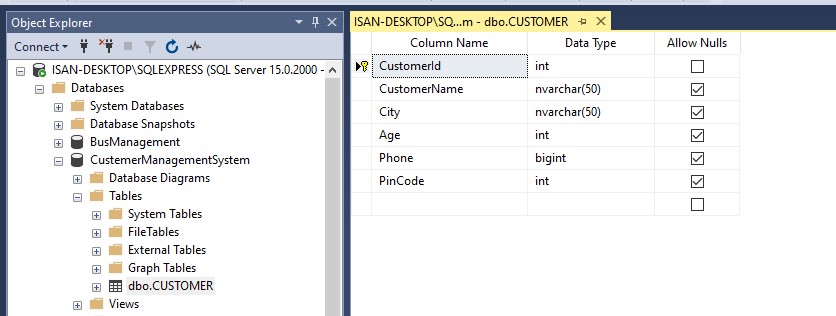 Object Explorer
Connect
ISAN-DESKTOP\SQLEXPRESS (SQL Server 15.0.2000 -
Databases
System Databases
Database Snapshots
BusManagement
CustemerManagementSystem
Database Diagrams
Tables
System Tables
FileTables
External Tables
Graph Tables
dbo.CUSTOMER
Views
ISAN-DESKTOP\SQ...m - dbo.CUSTOMER
Column Name Data Type Allow Nulls
CustomerId int
CustomerName nvarchar(50)
City nvarchar(50)
Age int
Phone bigint
PinCode int